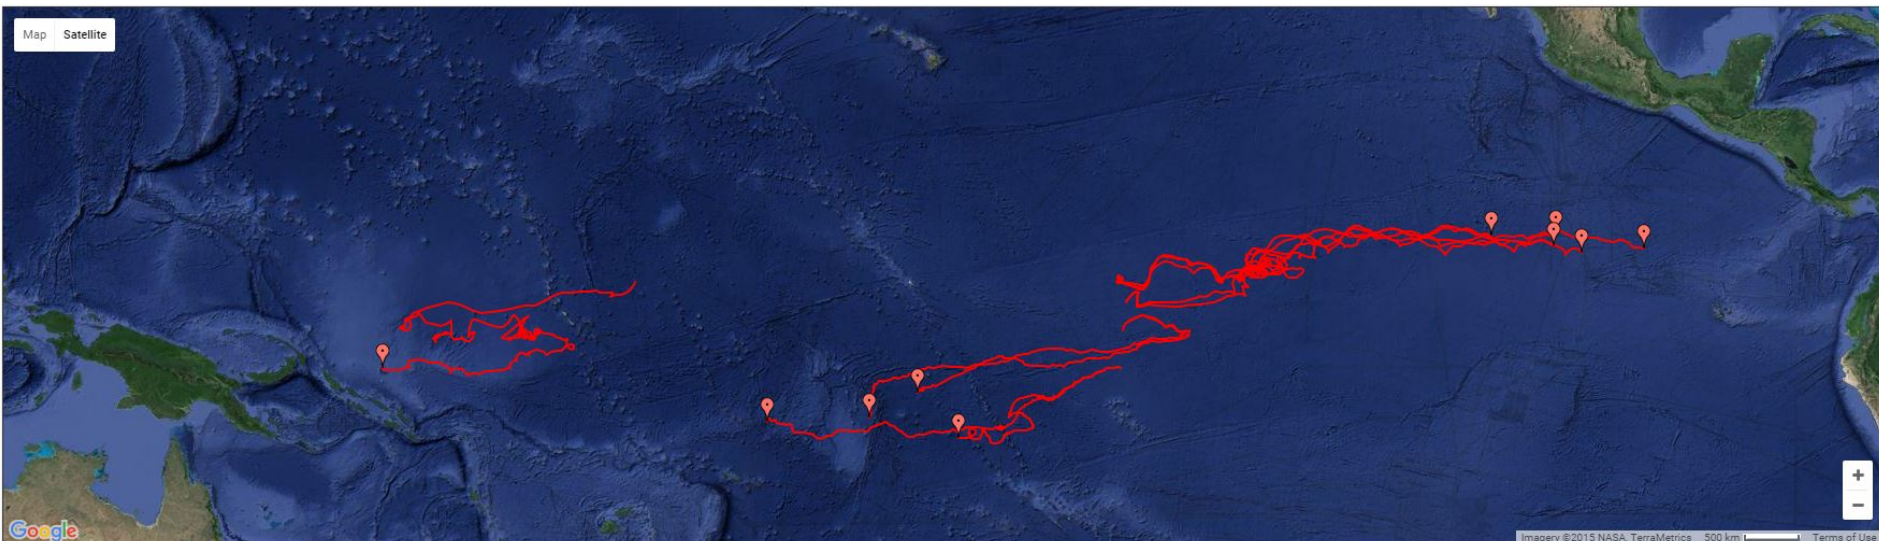 Map Satellite
+
−
Google
Imagery ©2015 NASA, TerraMetrics 500 km Terms of Use